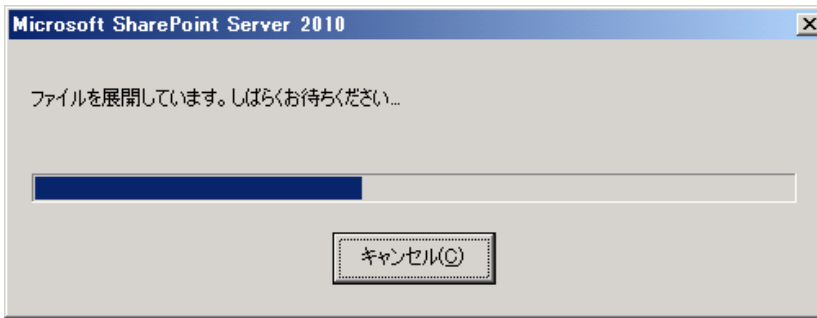 Microsoft SharePoint Server 2010
ファイルを展開しています。しばらくお待ちください...
キャンセル(C)